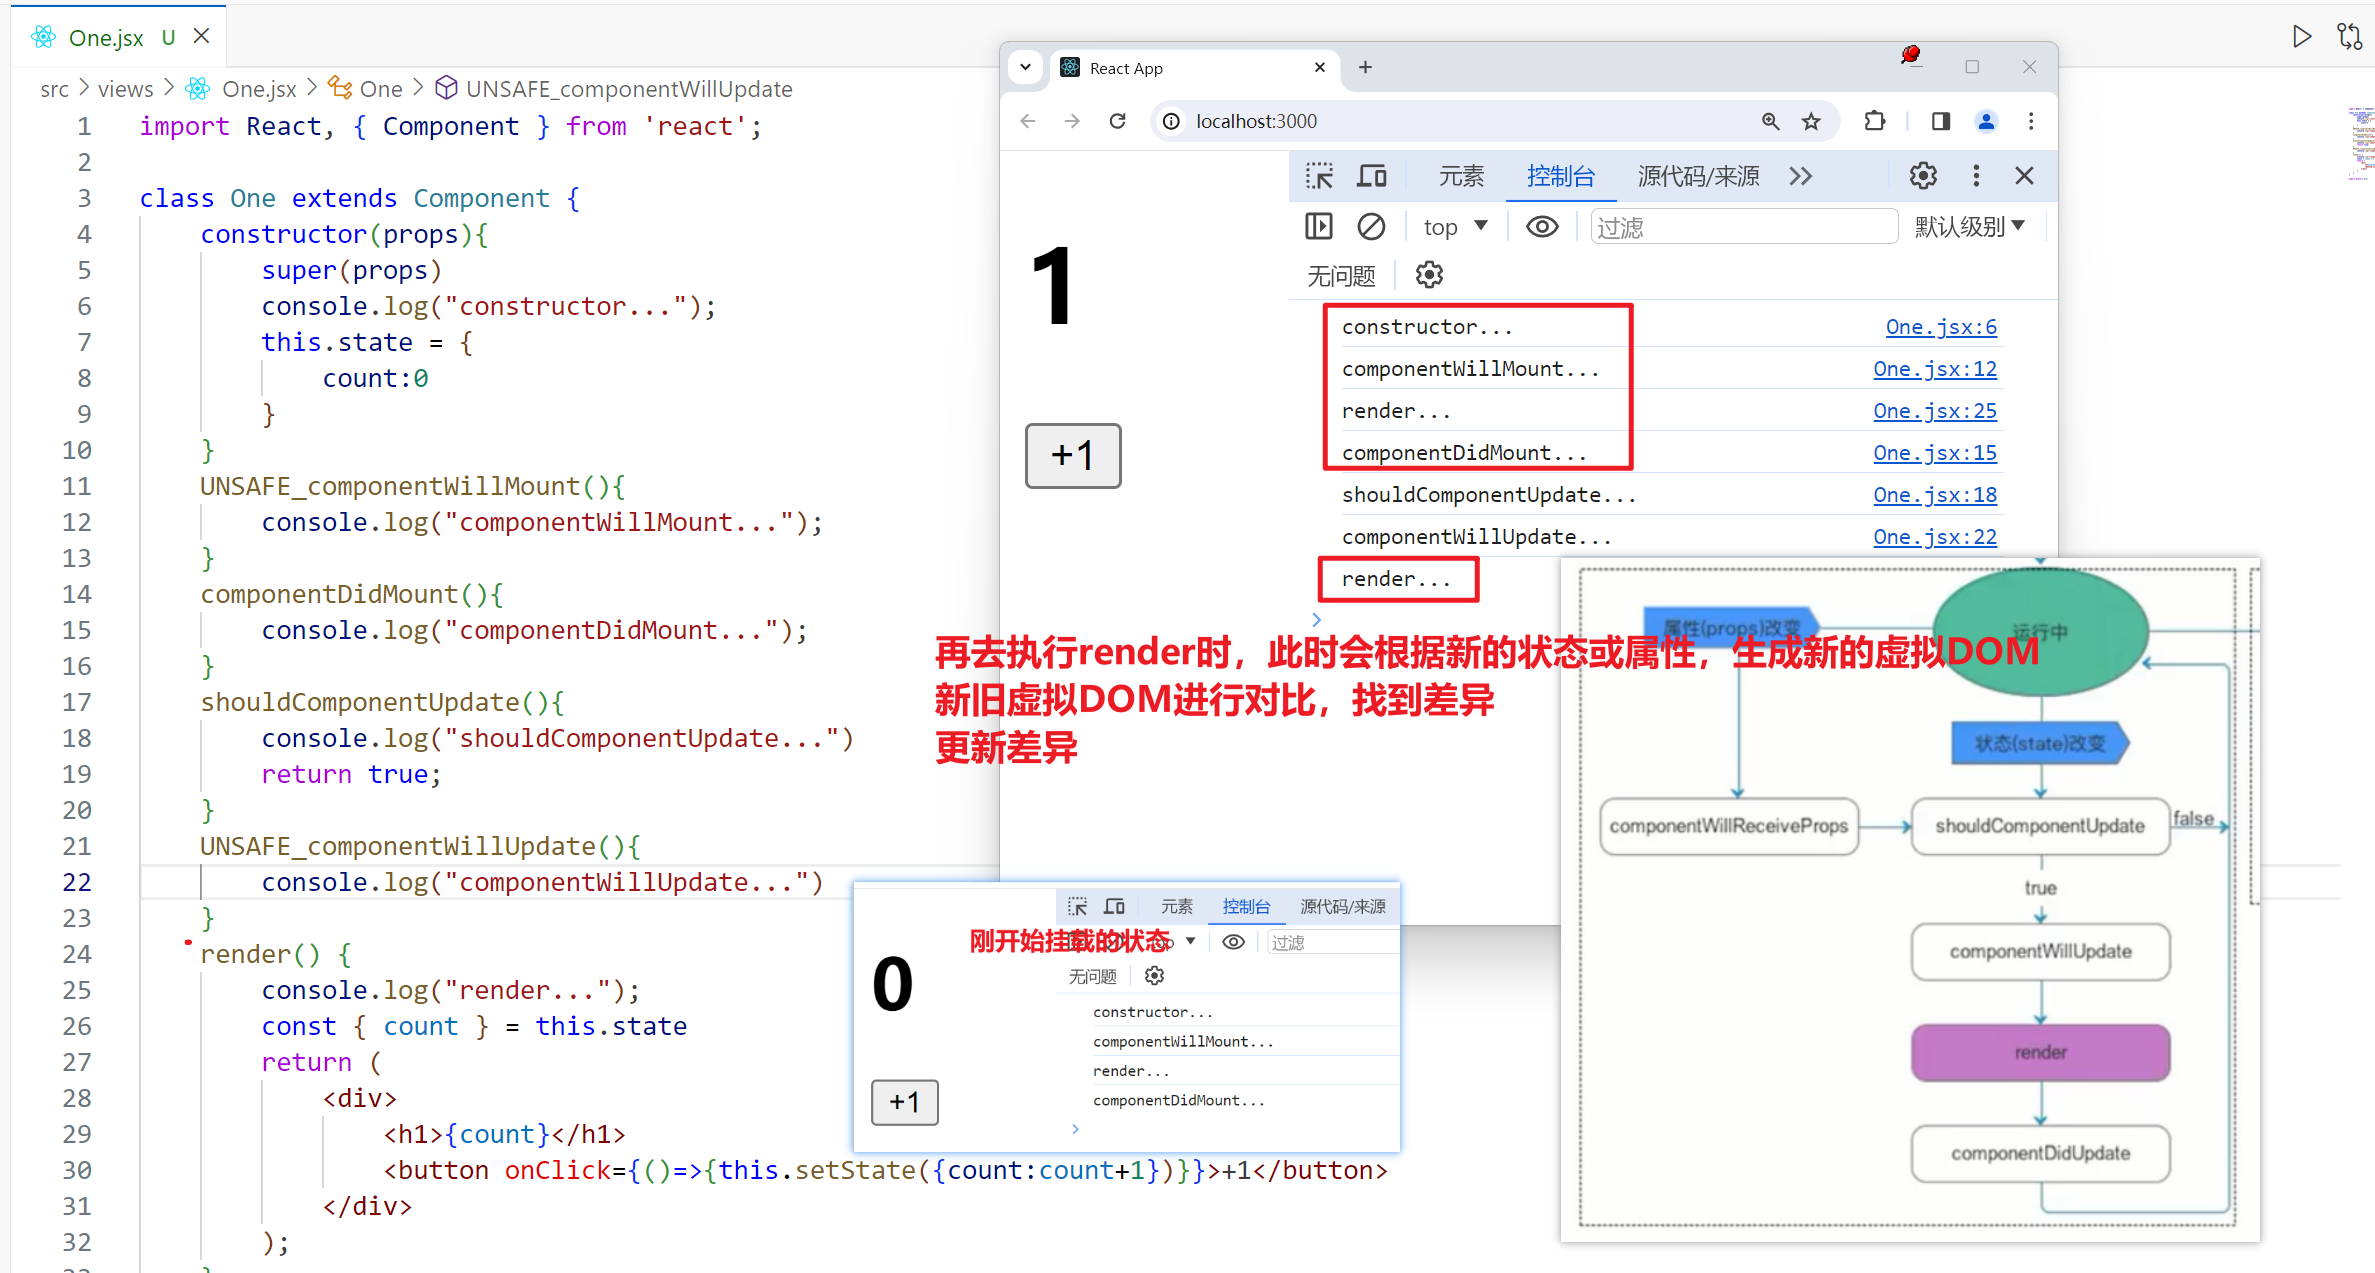 One.jsx U
src > views > One.jsx > One > UNSAFE_componentWillUpdate
1 import React, { Component } from 'react';
2
3 class One extends Component {
4 constructor(props){
5 super(props)
6 console.log("constructor...");
7 this.state = {
8 count:0
9 }
10 }
11 UNSAFE_componentWillMount(){
12 console.log("componentWillMount...");
13 }
14 componentDidMount(){
15 console.log("componentDidMount...");
16 }
17 shouldComponentUpdate(){
18 console.log("shouldComponentUpdate...")
19 return true;
20 }
21 UNSAFE_componentWillUpdate(){
22 console.log("componentWillUpdate...")
23 }
24 render() {
25 console.log("render...");
26 const { count } = this.state
27 return (
28 <div>
29 <h1>{count}</h1>
30 <button onClick={()=>{this.setState({count:count+1})}}>+1</button>
31 </div>
32 );
React App
localhost:3000
1
+1
元素 控制台 源代码/来源
top 过滤 默认级别
无问题
constructor... One.jsx:6
componentWillMount... One.jsx:12
render... One.jsx:25
componentDidMount... One.jsx:15
shouldComponentUpdate... One.jsx:18
componentWillUpdate... One.jsx:22
render...
再去执行render时，此时会根据新的状态或属性，生成新的虚拟DOM
新旧虚拟DOM进行对比，找到差异
更新差异
属性(props)改变
运行中
状态(state)改变
componentWillReceiveProps
shouldComponentUpdate
false
true
componentWillUpdate
render
componentDidUpdate
元素 控制台 源代码/来源
刚开始挂载的状态
过滤
无问题
0
+1
constructor...
componentWillMount...
render...
componentDidMount...